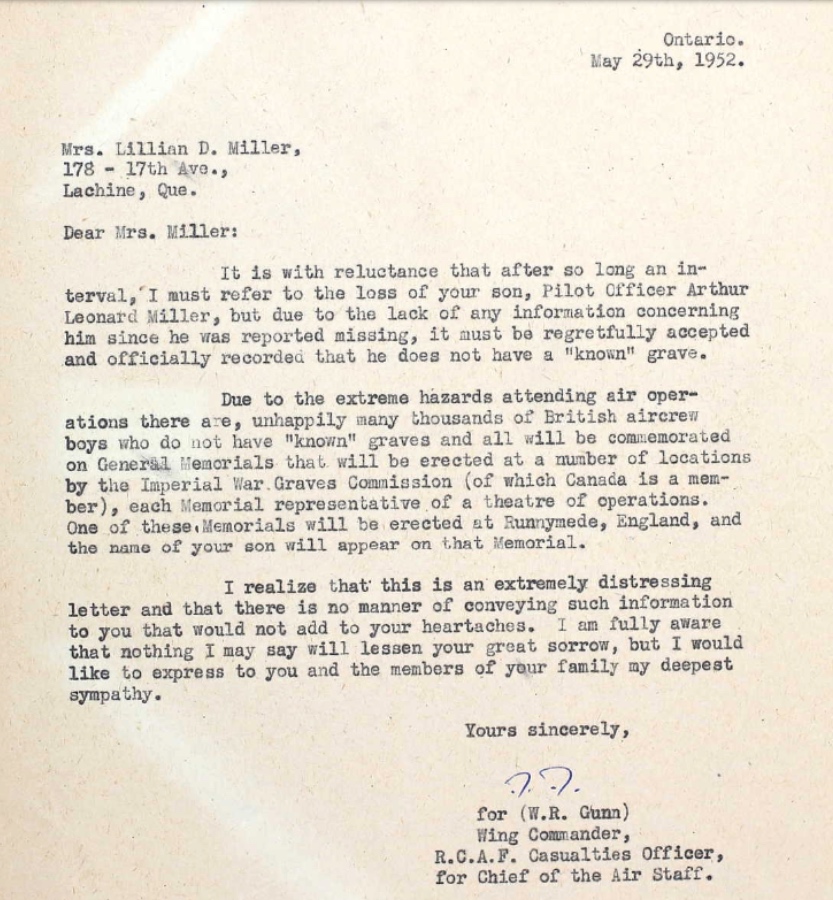 Ontario.
May 29th, 1952.
Mrs. Lillian D. Miller,
178 - 17th Ave.,
Lachine, Que.
Dear Mrs. Miller:
It is with reluctance that after so long an in-
terval, I must refer to the loss of your son, Pilot Officer Arthur
Leonard Miller, but due to the lack of any information concerning
him since he was reported missing, it must be regretfully accepted
and officially recorded that he does not have a "known" grave.
Due to the extreme hazards attending air oper-
ations there are, unhappily many thousands of British aircrew
boys who do not have "known" graves and all will be commemorated
on General Memorials that will be erected at a number of locations
by the Imperial War Graves Commission (of which Canada is a mem-
ber), each Memorial representative of a theatre of operations.
One of these Memorials will be erected at Runnymede, England, and
the name of your son will appear on that Memorial.
I realize that this is an extremely distressing
letter and that there is no manner of conveying such information
to you that would not add to your heartaches. I am fully aware
that nothing I may say will lessen your great sorrow, but I would
like to express to you and the members of your family my deepest
sympathy.
Yours sincerely,
for (W.R. Gunn)
Wing Commander,
R.C.A.F. Casualties Officer,
for Chief of the Air Staff.